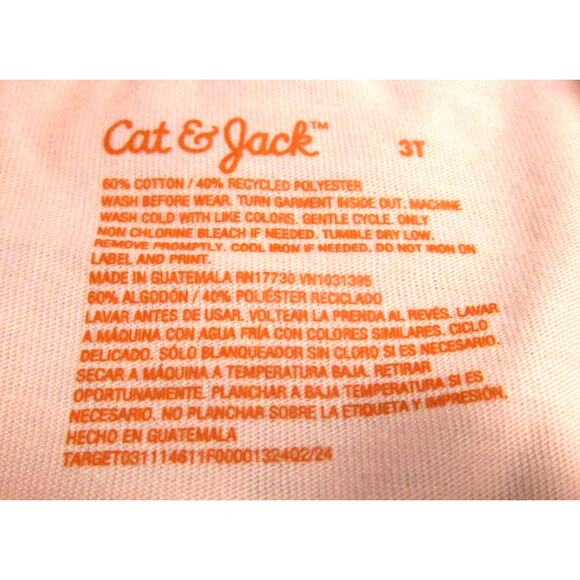 Cat & Jack™ 3T
60% COTTON / 40% RECYCLED POLYESTER
WASH BEFORE WEAR. TURN GARMENT INSIDE OUT. MACHINE
WASH COLD WITH LIKE COLORS. GENTLE CYCLE. ONLY
NON CHLORINE BLEACH IF NEEDED. TUMBLE DRY LOW.
REMOVE PROMPTLY. COOL IRON IF NEEDED. DO NOT IRON ON
LABEL AND PRINT.
MADE IN GUATEMALA RN17730 VN1031395
60% ALGODÓN / 40% POLIÉSTER RECICLADO
LAVAR ANTES DE USAR. VOLTEAR LA PRENDA AL REVÉS. LAVAR
A MÁQUINA CON AGUA FRÍA CON COLORES SIMILARES. CICLO
DELICADO. SÓLO BLANQUEADOR SIN CLORO SI ES NECESARIO.
SECAR A MÁQUINA A TEMPERATURA BAJA. RETIRAR
OPORTUNAMENTE. PLANCHAR A BAJA TEMPERATURA SI ES
NECESARIO. NO PLANCHAR SOBRE LA ETIQUETA Y IMPRESIÓN.
HECHO EN GUATEMALA
TARGET031114611F00001324Q2/24